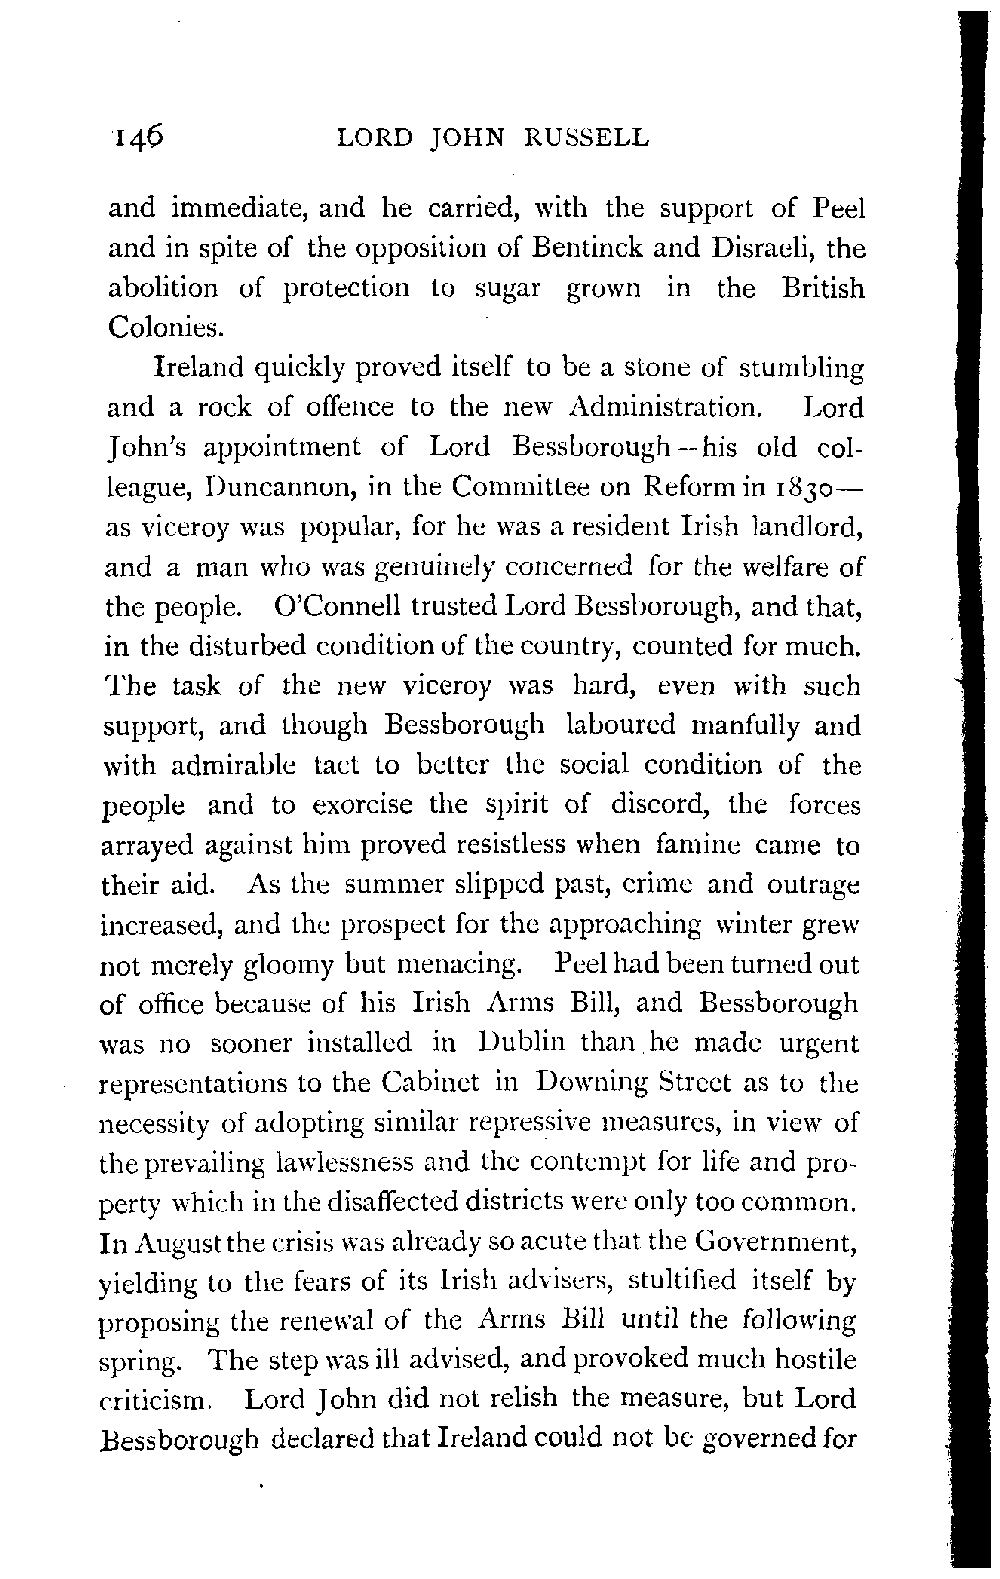 146 LORD JOHN RUSSELL
and immediate, and he carried, with the support of Peel
and in spite of the opposition of Bentinck and Disraeli, the
abolition of protection to sugar grown in the British
Colonies.
Ireland quickly proved itself to be a stone of stumbling
and a rock of offence to the new Administration. Lord
John's appointment of Lord Bessborough—his old col-
league, Duncannon, in the Committee on Reform in 1830—
as viceroy was popular, for he was a resident Irish landlord,
and a man who was genuinely concerned for the welfare of
the people. O'Connell trusted Lord Bessborough, and that,
in the disturbed condition of the country, counted for much.
The task of the new viceroy was hard, even with such
support, and though Bessborough laboured manfully and
with admirable tact to better the social condition of the
people and to exorcise the spirit of discord, the forces
arrayed against him proved resistless when famine came to
their aid. As the summer slipped past, crime and outrage
increased, and the prospect for the approaching winter grew
not merely gloomy but menacing. Peel had been turned out
of office because of his Irish Arms Bill, and Bessborough
was no sooner installed in Dublin than he made urgent
representations to the Cabinet in Downing Street as to the
necessity of adopting similar repressive measures, in view of
the prevailing lawlessness and the contempt for life and pro-
perty which in the disaffected districts were only too common.
In August the crisis was already so acute that the Government,
yielding to the fears of its Irish advisers, stultified itself by
proposing the renewal of the Arms Bill until the following
spring. The step was ill advised, and provoked much hostile
criticism. Lord John did not relish the measure, but Lord
Bessborough declared that Ireland could not be governed for